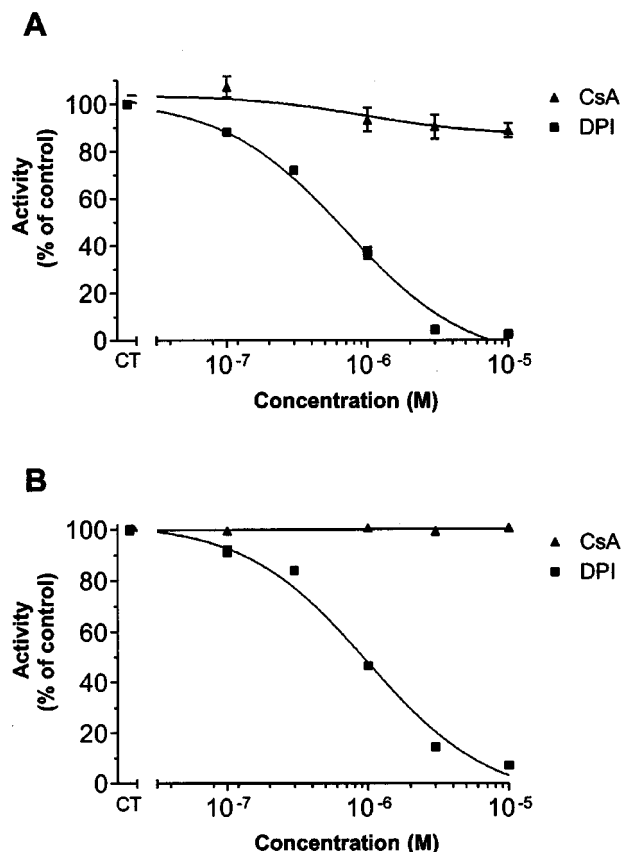 A
Activity
(% of control)
100
80
60
40
20
0
CT
10⁻⁷
10⁻⁶
10⁻⁵
Concentration (M)
CsA
DPI
B
Activity
(% of control)
100
80
60
40
20
0
CT
10⁻⁷
10⁻⁶
10⁻⁵
Concentration (M)
CsA
DPI